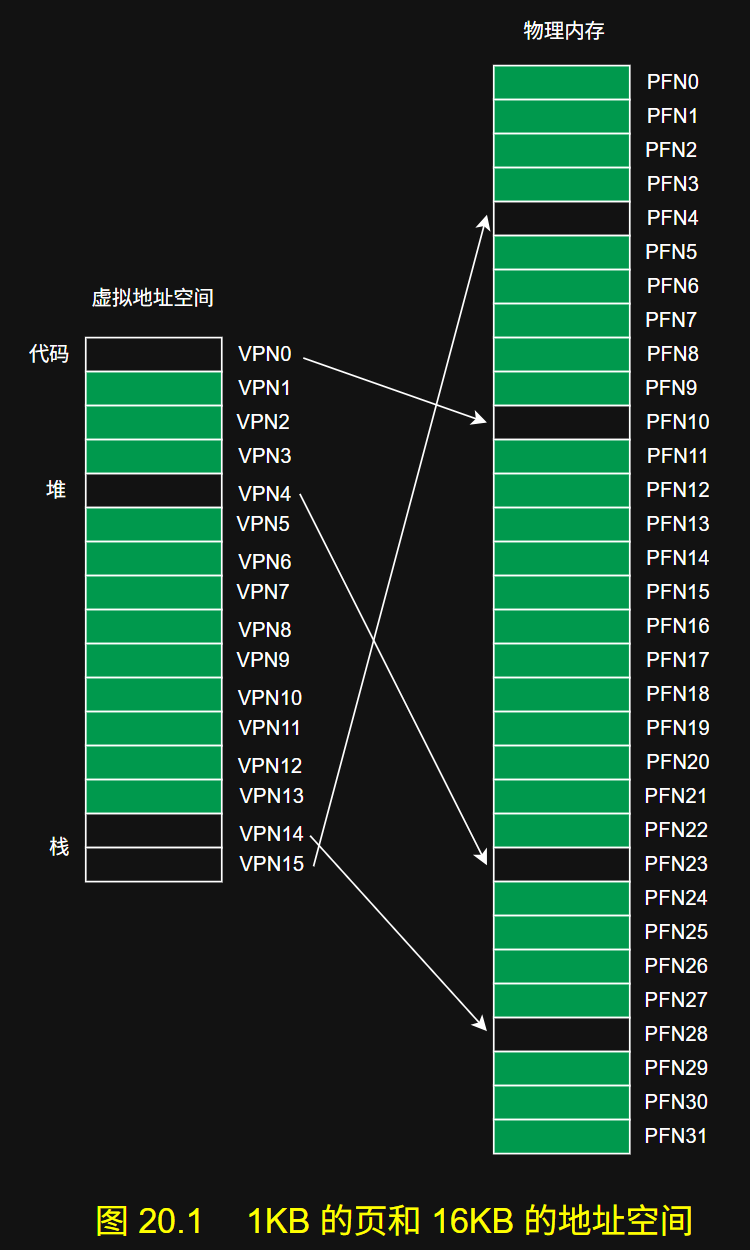 物理内存
PFN0
PFN1
PFN2
PFN3
PFN4
PFN5
PFN6
PFN7
PFN8
PFN9
PFN10
PFN11
PFN12
PFN13
PFN14
PFN15
PFN16
PFN17
PFN18
PFN19
PFN20
PFN21
PFN22
PFN23
PFN24
PFN25
PFN26
PFN27
PFN28
PFN29
PFN30
PFN31
虚拟地址空间
代码 VPN0
VPN1
VPN2
VPN3
堆 VPN4
VPN5
VPN6
VPN7
VPN8
VPN9
VPN10
VPN11
VPN12
VPN13
栈 VPN14
VPN15
图 20.1 1KB 的页和 16KB 的地址空间